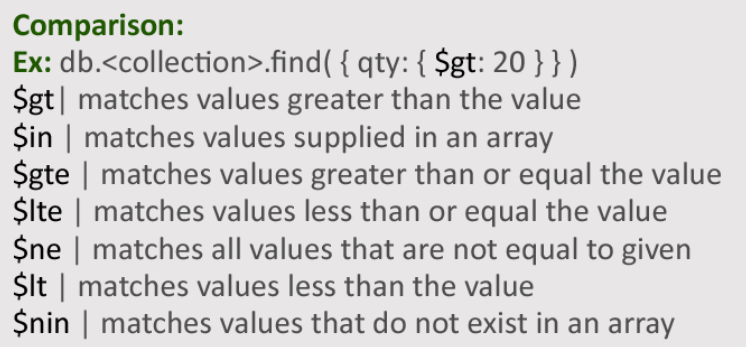 Comparison:
Ex: db.<collection>.find( { qty: { $gt: 20 } } )
$gt| matches values greater than the value
$in | matches values supplied in an array
$gte | matches values greater than or equal the value
$lte | matches values less than or equal the value
$ne | matches all values that are not equal to given
$lt | matches values less than the value
$nin | matches values that do not exist in an array